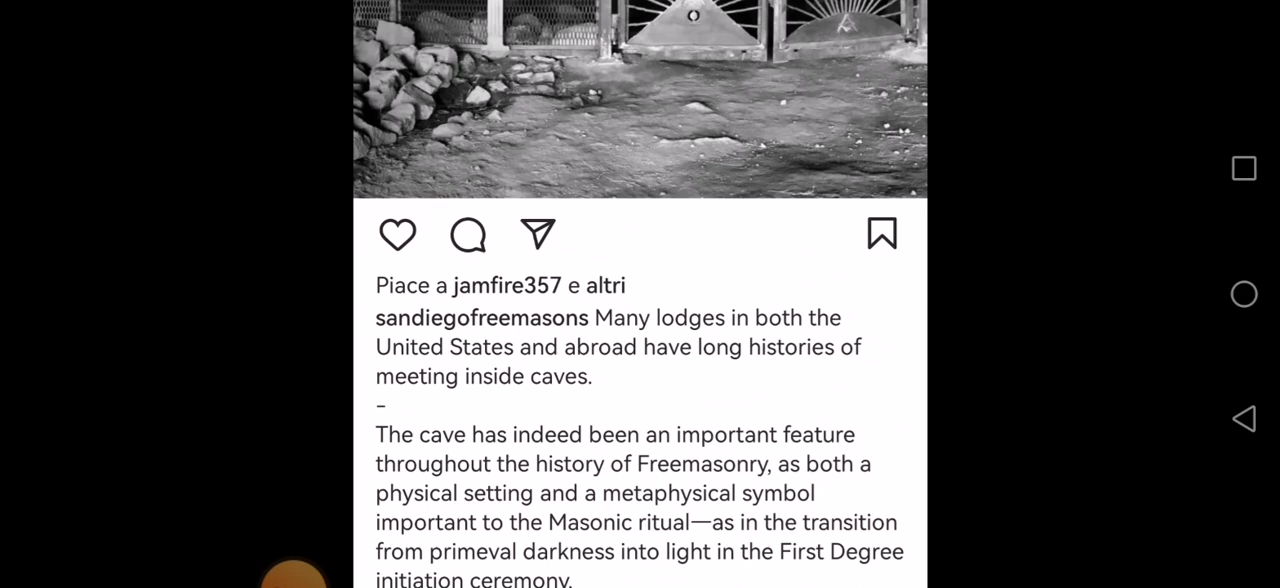 Piace a jamfire357 e altri
sandiegofreemasons Many lodges in both the
United States and abroad have long histories of
meeting inside caves.
-
The cave has indeed been an important feature
throughout the history of Freemasonry, as both a
physical setting and a metaphysical symbol
important to the Masonic ritual—as in the transition
from primeval darkness into light in the First Degree
initiation ceremony.